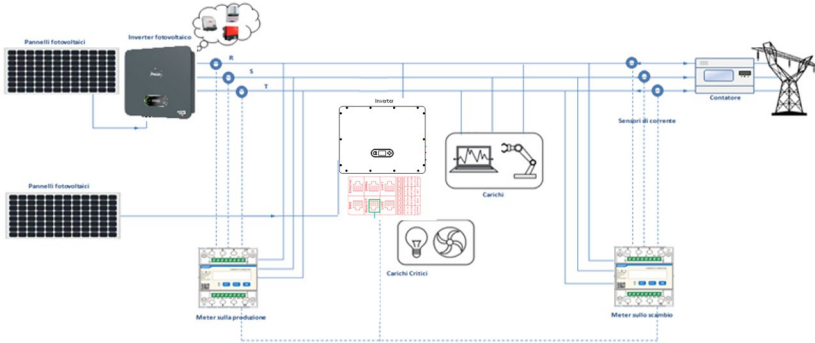 Pannelli fotovoltaici
Inverter fotovoltaico
R
S
T
Contatore
Sensori di corrente
Inverter
Carichi
Pannelli fotovoltaici
Carichi Critici
Meter sulla produzione
Meter sullo scambio